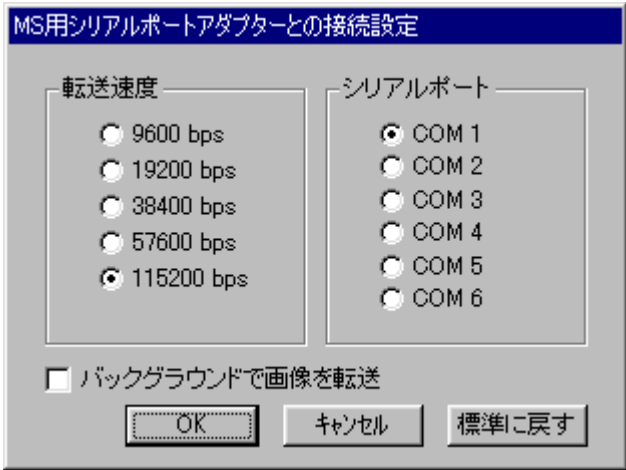 MS用シリアルポートアダプターとの接続設定
転送速度
9600 bps
19200 bps
38400 bps
57600 bps
115200 bps
シリアルポート
COM 1
COM 2
COM 3
COM 4
COM 5
COM 6
バックグラウンドで画像を転送
OK
キャンセル
標準に戻す